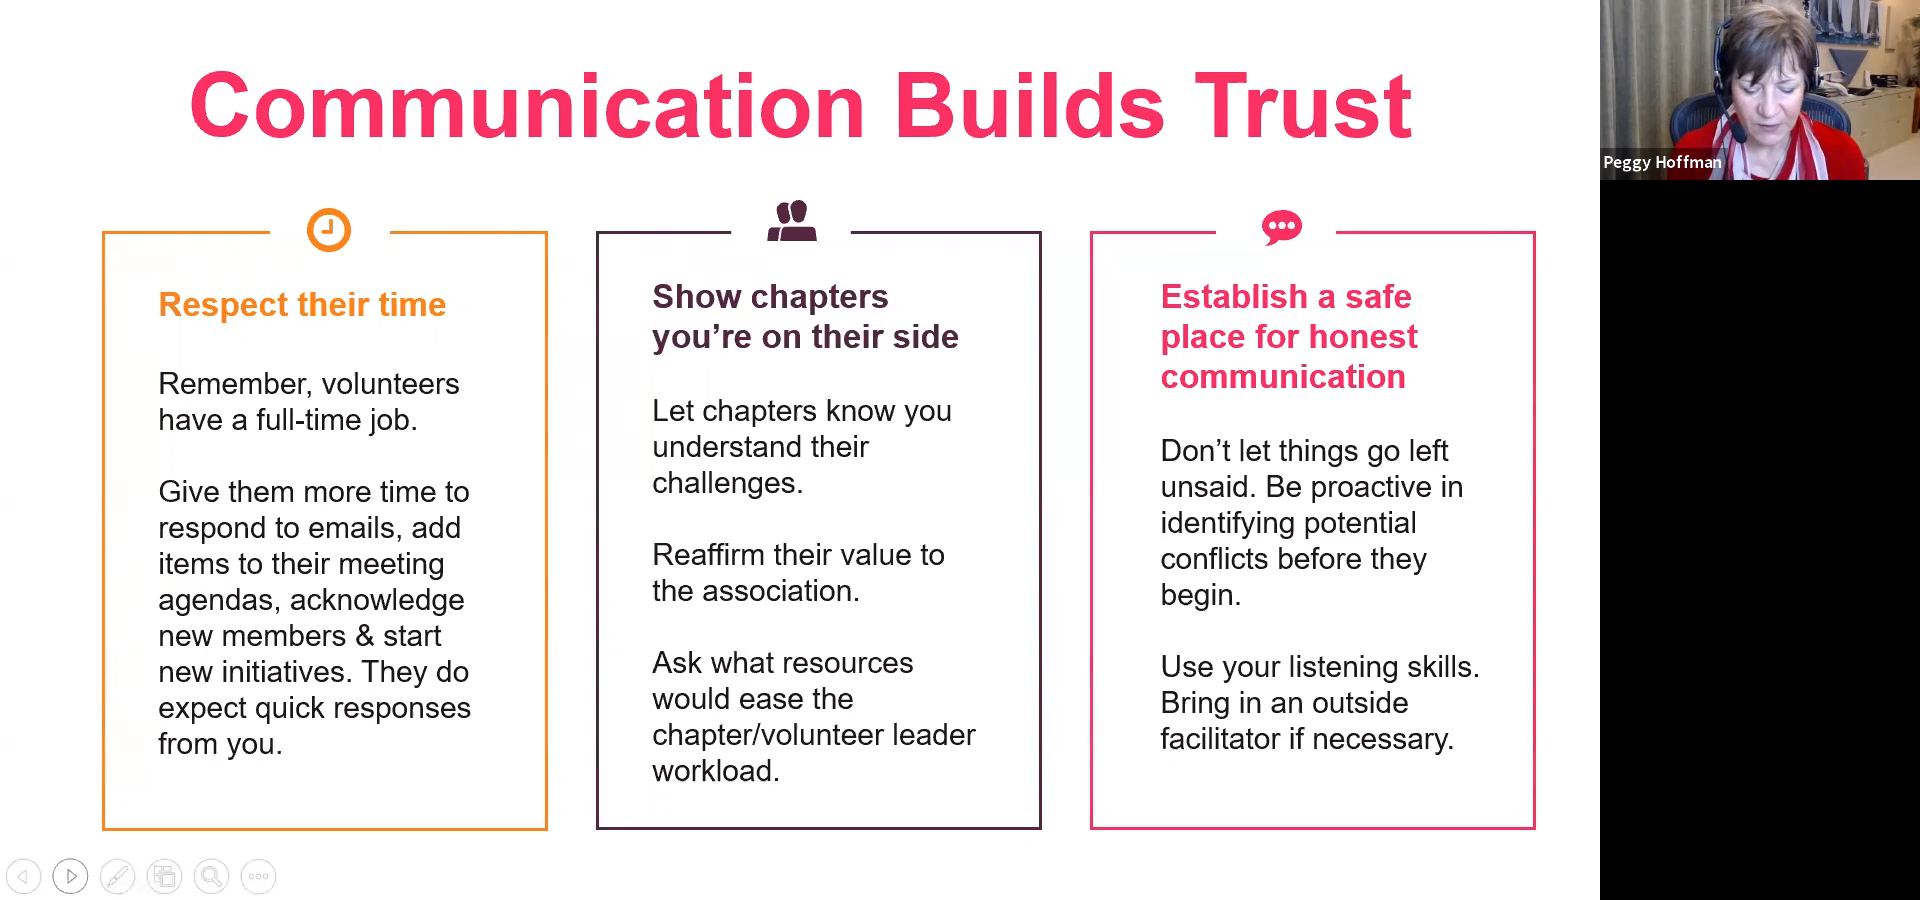 Communication Builds Trust
Respect their time
Remember, volunteers
have a full-time job.
Give them more time to
respond to emails, add
items to their meeting
agendas, acknowledge
new members & start
new initiatives. They do
expect quick responses
from you.
Show chapters
you’re on their side
Let chapters know you
understand their
challenges.
Reaffirm their value to
the association.
Ask what resources
would ease the
chapter/volunteer leader
workload.
Establish a safe
place for honest
communication
Don’t let things go left
unsaid. Be proactive in
identifying potential
conflicts before they
begin.
Use your listening skills.
Bring in an outside
facilitator if necessary.
Peggy Hoffman